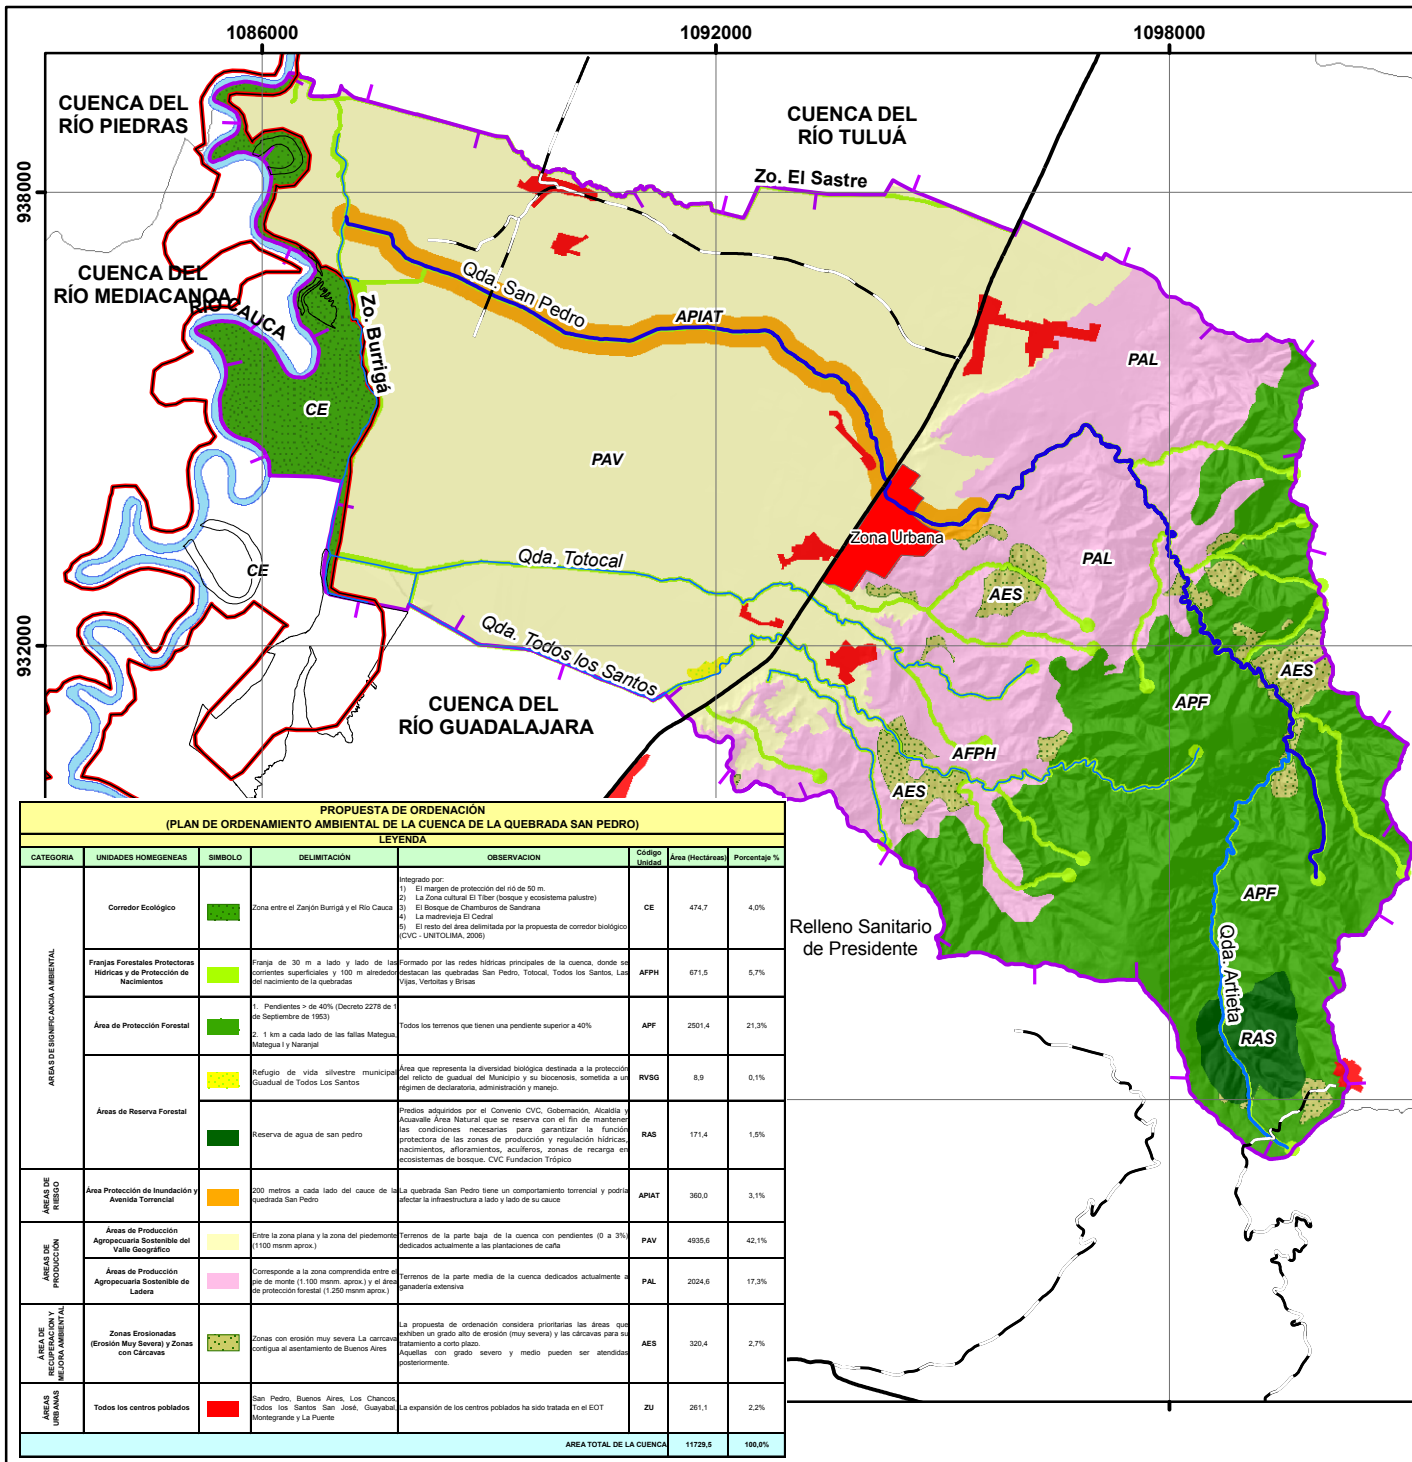 1086000
1092000
1098000
938000
932000
CUENCA DEL
RÍO PIEDRAS
CUENCA DEL
RÍO TULUÁ
Zo. El Sastre
CUENCA DEL
RÍO MEDIACANOA
RÍO CAUCA
Zo. Burrigá
Qda. San Pedro
APIAT
PAL
CE
PAV
Zona Urbana
Qda. Totocal
CE
PAL
AES
Qda. Todos los Santos
AES
CUENCA DEL
RÍO GUADALAJARA
APF
AFPH
AES
APF
Relleno Sanitario
de Presidente
Qda. Artieta
RAS
PROPUESTA DE ORDENACIÓN
(PLAN DE ORDENAMIENTO AMBIENTAL DE LA CUENCA DE LA QUEBRADA SAN PEDRO)
LEYENDA
CATEGORIA UNIDADES HOMEGENEAS SIMBOLO DELIMITACIÓN OBSERVACION Código Unidad Área (Hectáreas) Porcentaje %
AREAS DE SIGNIFICANCIA AMBIENTAL
Corredor Ecológico
Zona entre el Zanjón Burrigá y el Río Cauca
Integrado por:
1) El margen de protección del rió de 50 m.
2) La Zona cultural El Tíber (bosque y ecosistema palustre)
3) El Bosque de Chamburos de Sandrana
4) La madrevieja El Cedral
5) El resto del área delimitada por la propuesta de corredor biológico
(CVC - UNITOLIMA, 2006)
CE 474,7 4,0%
Franjas Forestales Protectoras
Hídricas y de Protección de
Nacimientos
Franja de 30 m a lado y lado de las
corrientes superficiales y 100 m alrededor
del nacimiento de la quebradas
Formado por las redes hídricas principales de la cuenca, donde se
destacan las quebradas San Pedro, Totocal, Todos los Santos, Las
Vijas, Vertoitas y Brisas
AFPH 671,5 5,7%
Área de Protección Forestal
1. Pendientes > de 40% (Decreto 2278 de 1
de Septiembre de 1953)
2. 1 km a cada lado de las fallas Mategua,
Mategua I y Naranjal
Todos los terrenos que tienen una pediente superior a 40%
APF 2501,4 21,3%
Áreas de Reserva Forestal
Refugio de vida silvestre municipal
Guadual de Todos Los Santos
Área que representa la diversidad biológica destinada a la protección
del relicto de guadual del Municipio y su biocenosis, sometida a un
régimen de declaratoria, administración y manejo.
RVSG 8,9 0,1%
Reserva de agua de san pedro
Predios adquiridos por el Convenio CVC, Gobernación, Alcaldía y
Acuavalle Área Natural que se reserva con el fin de mantener
las condiciones necesarias para garantizar la función
protectora de las zonas de producción y regulación hídricas,
nacimientos, afloramientos, acuíferos, zonas de recarga en
ecosistemas de bosque. CVC Fundacion Trópico
RAS 171,4 1,5%
ÁREAS DE
RIESGO
Área Protección de Inundación y
Avenida Torrencial
200 metros a cada lado del cauce de la
quedrada San Pedro
La quebrada San Pedro tiene un comportamiento torrencial y podría
afectar la infraestructura a lado y lado de su cauce
APIAT 360,0 3,1%
ÁREAS DE
PRODUCCIÓN
Áreas de Producción
Agropecuaria Sostenible del
Valle Geográfico
Entre la zona plana y la zona del piedemonte
(1100 msnm aprox.)
Terrenos de la parte baja de la cuenca con pendientes (0 a 3%)
dedicados actualmente a las plantaciones de caña
PAV 4935,6 42,1%
Áreas de Producción
Agropecuaria Sostenible de
Ladera
Corresponde a la zona comprendida entre el
pie de monte (1.100 msnm. aprox.) y el área
de protección forestal (1.250 msnm aprox.)
Terrenos de la parte media de la cuenca dedicados actualmente a
ganadería extensiva
PAL 2024,6 17,3%
ÁREA DE
RECUPERACION Y
MEJORA AMBIENTAL
Zonas Erosionadas
(Erosión Muy Severa) y Zonas
con Cárcavas
Zonas con erosión muy severa La carrcava
contigua al asentamiento de Buenos Aires
La propuesta de ordenación considera prioritarias las áreas que
exhiben un grado alto de erosión (muy severa) y las cárcavas para su
tratamiento a corto plazo.
Aquellas con grado severo y medio pueden ser atendidas
posteriormente.
AES 320,4 2,7%
ÁREAS
URBANAS
Todos los centros poblados
San Pedro, Buenos Aires, Los Chancos,
Todos los Santos San José, Guayabal,
Montegrande y La Puente
La expansión de los centros poblados ha sido tratada en el EOT
ZU 261,1 2,2%
AREA TOTAL DE LA CUENCA 11729,5 100,0%